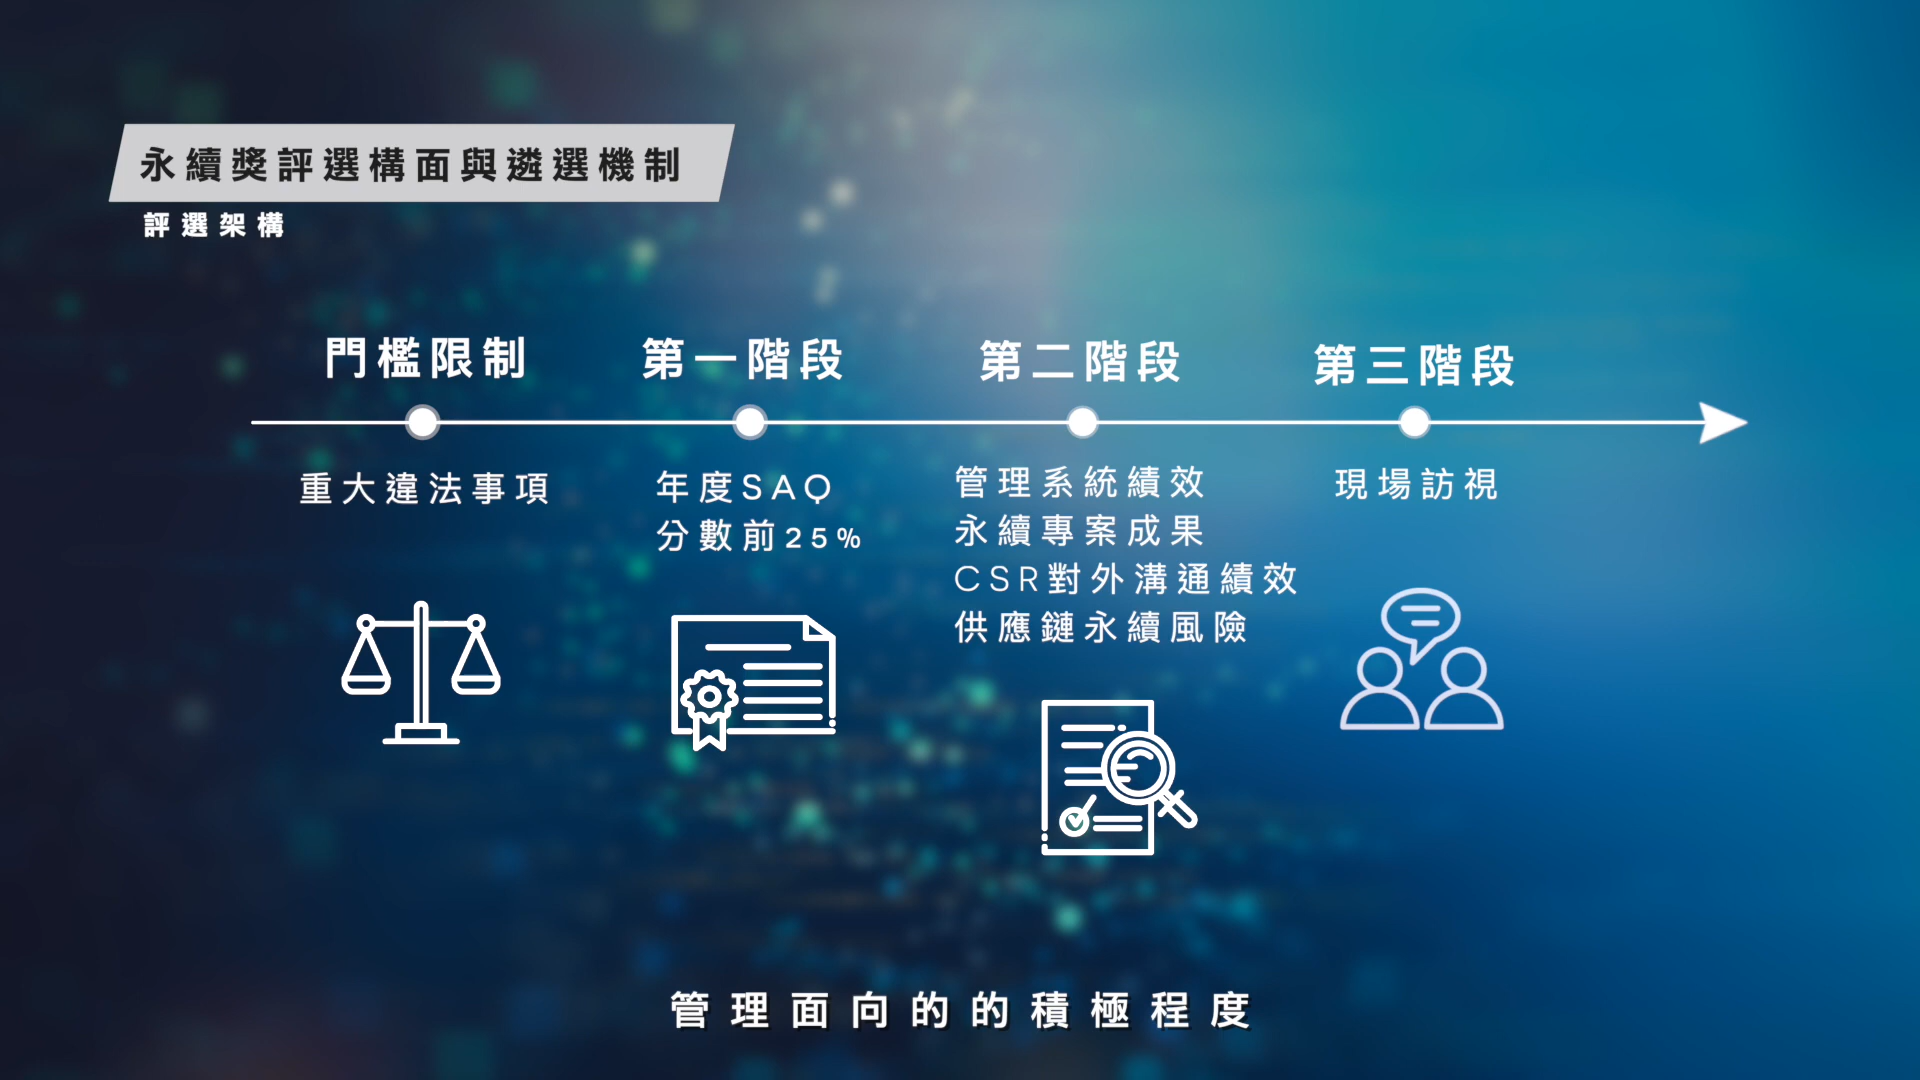 永續獎評選構面與遴選機制
評選架構
門檻限制
重大違法事項
第一階段
年度SAQ
分數前25%
第二階段
管理系統績效
永續專案成果
CSR對外溝通績效
供應鏈永續風險
第三階段
現場訪視
管理面向的的積極程度